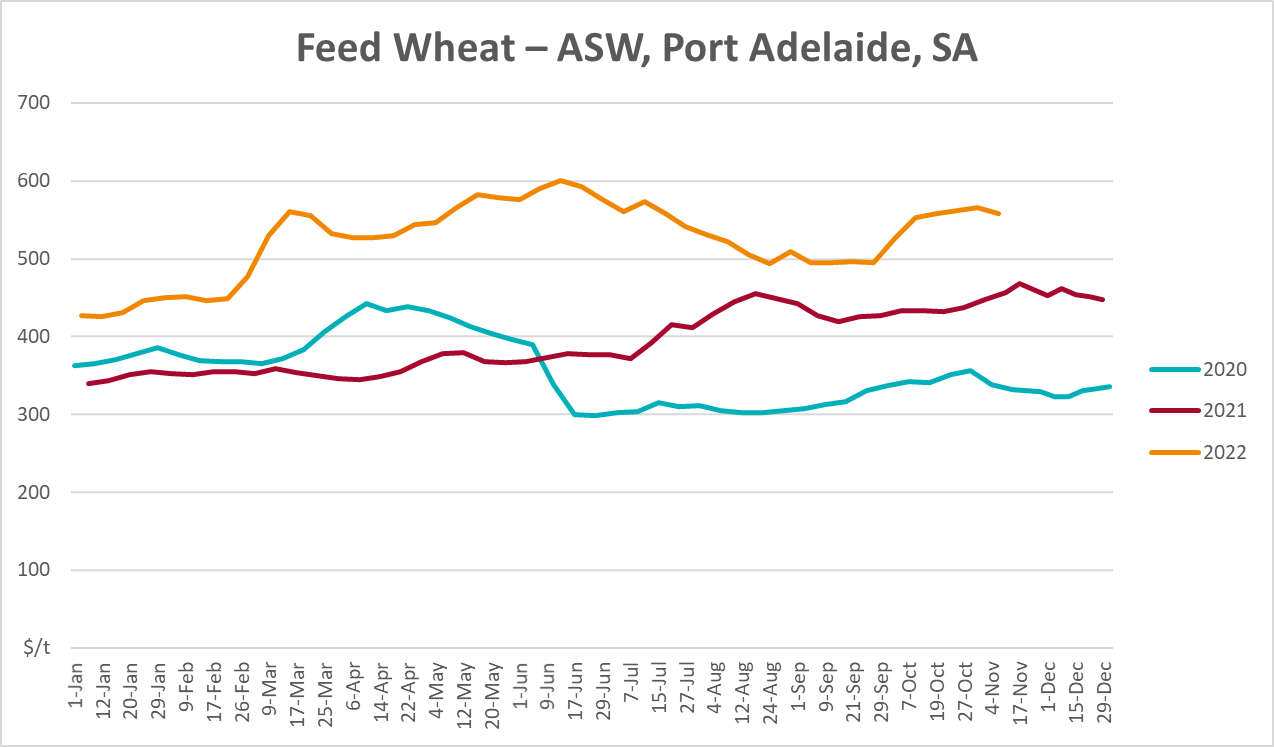 Feed Wheat – ASW, Port Adelaide, SA
700
600
500
400
300
200
100
$/t
1-Jan
12-Jan
20-Jan
29-Jan
9-Feb
17-Feb
26-Feb
9-Mar
17-Mar
25-Mar
6-Apr
14-Apr
22-Apr
4-May
12-May
20-May
1-Jun
9-Jun
17-Jun
29-Jun
7-Jul
15-Jul
27-Jul
4-Aug
12-Aug
24-Aug
1-Sep
9-Sep
21-Sep
29-Sep
7-Oct
19-Oct
27-Oct
4-Nov
17-Nov
1-Dec
15-Dec
29-Dec
2020
2021
2022